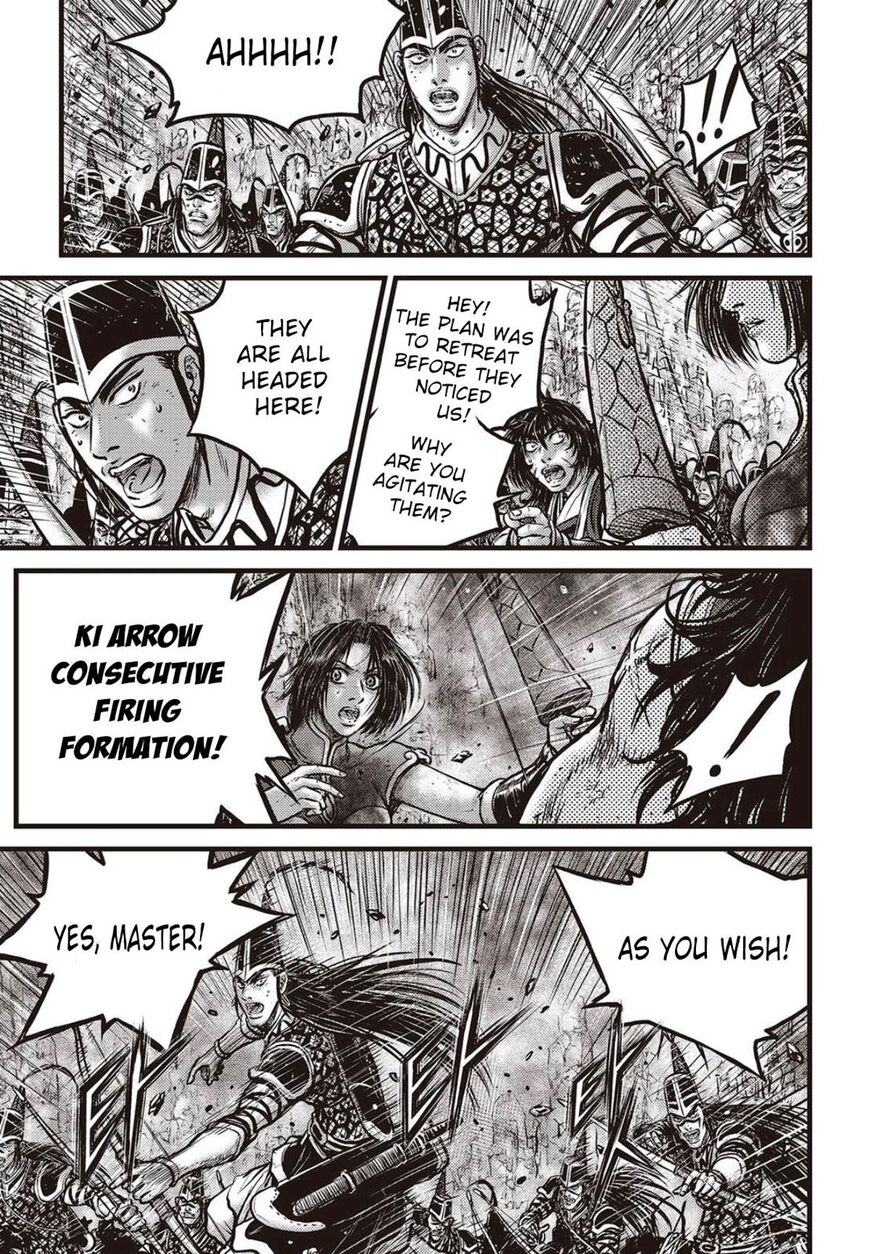 AHHHH!!
!!
HEY!
THE PLAN WAS
TO RETREAT
BEFORE THEY
NOTICED
US!
WHY
ARE YOU
AGITATING
THEM?
THEY
ARE ALL
HEADED
HERE!
!!
KI ARROW
CONSECUTIVE
FIRING
FORMATION!
AS YOU WISH!
YES, MASTER!